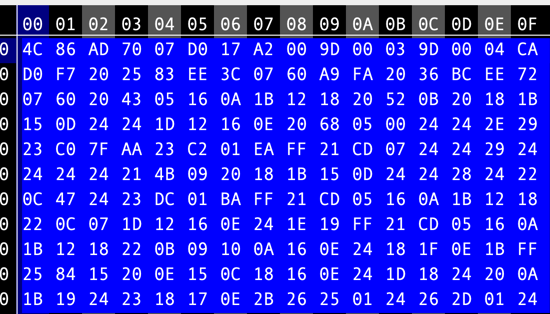 00 01 02 03 04 05 06 07 08 09 0A 0B 0C 0D 0E 0F
0 4C 86 AD 70 07 D0 17 A2 00 9D 00 03 9D 00 04 CA
0 D0 F7 20 25 83 EE 3C 07 60 A9 FA 20 36 BC EE 72
0 07 60 20 43 05 16 0A 1B 12 18 20 52 0B 20 18 1B
0 15 0D 24 24 1D 12 16 0E 20 68 05 00 24 24 2E 29
0 23 C0 7F AA 23 C2 01 EA FF 21 CD 07 24 24 29 24
0 24 24 24 21 4B 09 20 18 1B 15 0D 24 24 28 24 22
0 0C 47 24 23 DC 01 BA FF 21 CD 05 16 0A 1B 12 18
0 22 0C 07 1D 12 16 0E 24 1E 19 FF 21 CD 05 16 0A
0 1B 12 18 22 0B 09 10 0A 16 0E 24 18 1F 0E 1B FF
0 25 84 15 20 0E 15 0C 18 16 0E 24 1D 18 24 20 0A
0 1B 19 24 23 18 17 0E 2B 26 25 01 24 26 2D 01 24